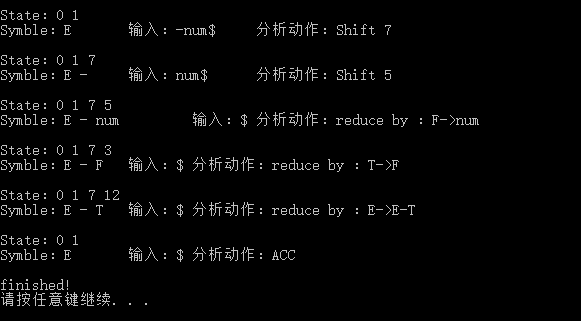 State: 0 1
Symble: E 输入: -num$ 分析动作: Shift 7
State: 0 1 7
Symble: E - 输入: num$ 分析动作: Shift 5
State: 0 1 7 5
Symble: E - num 输入: $ 分析动作: reduce by : F->num
State: 0 1 7 3
Symble: E - F 输入: $ 分析动作: reduce by : T->F
State: 0 1 7 12
Symble: E - T 输入: $ 分析动作: reduce by : E->E-T
State: 0 1
Symble: E 输入: $ 分析动作: ACC
finished!
请按任意键继续. . .